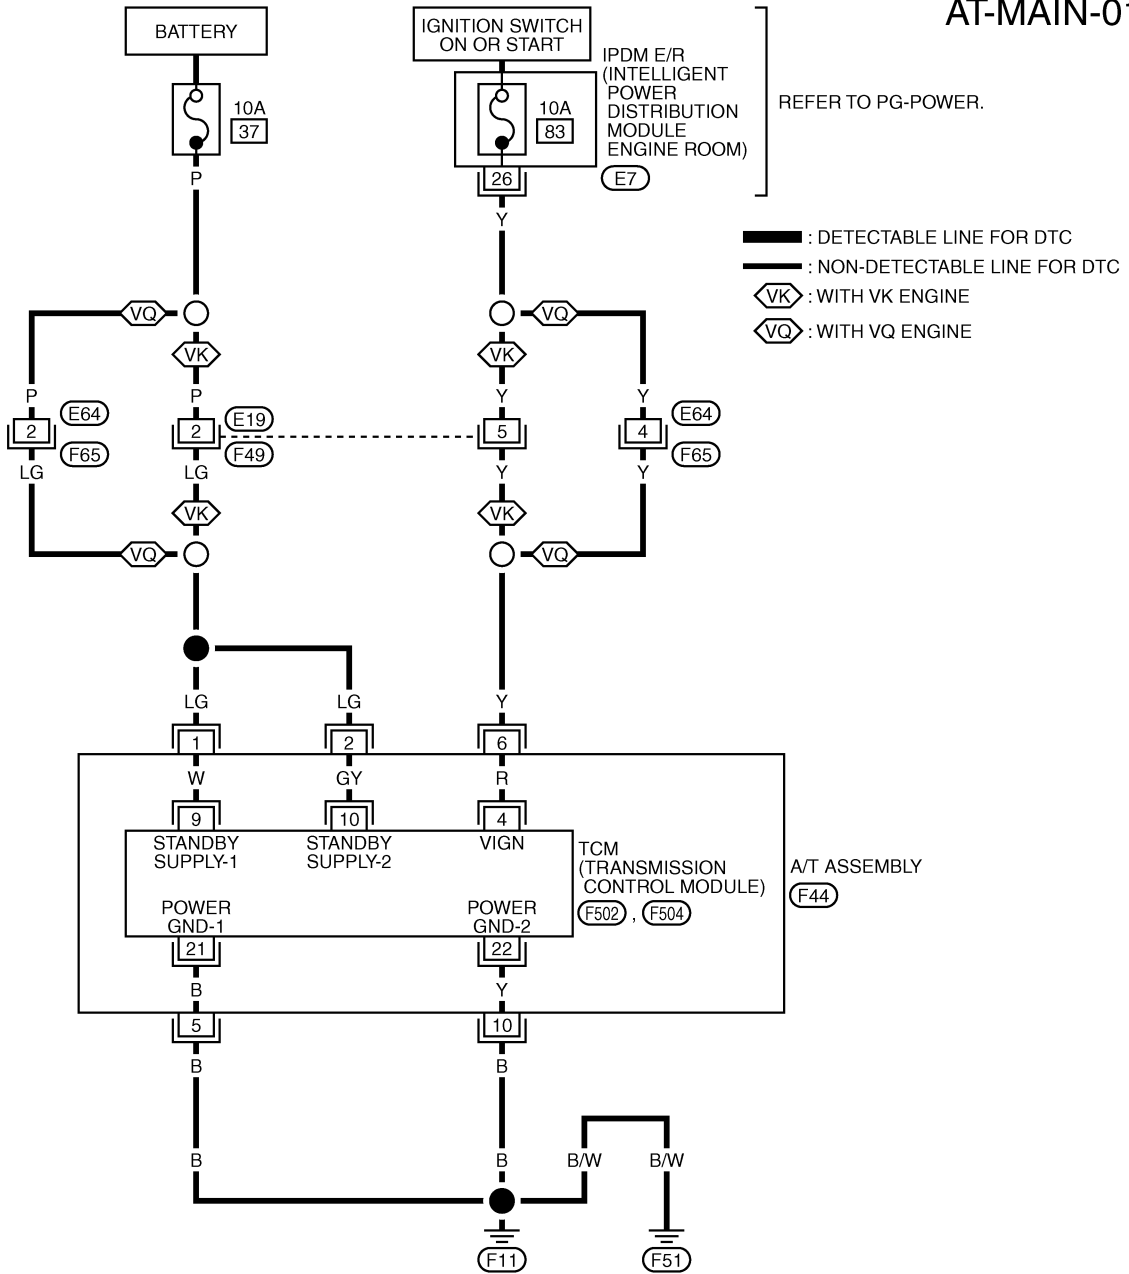 AT-MAIN-01
BATTERY
IGNITION SWITCH
ON OR START
IPDM E/R
(INTELLIGENT
POWER
DISTRIBUTION
MODULE
ENGINE ROOM)
10A
37
10A
83
REFER TO PG-POWER.
P
26
E7
Y
: DETECTABLE LINE FOR DTC
: NON-DETECTABLE LINE FOR DTC
VK : WITH VK ENGINE
VQ : WITH VQ ENGINE
VQ
VQ
VK
VK
P
P
Y
Y
E64
E19
E64
2
2
5
4
F65
F49
F65
LG
LG
Y
Y
VK
VK
VQ
VQ
LG
LG
Y
1
2
6
W
GY
R
9
10
4
STANDBY
SUPPLY-1
STANDBY
SUPPLY-2
VIGN
TCM
(TRANSMISSION
CONTROL MODULE)
F502 , F504
A/T ASSEMBLY
F44
POWER
GND-1
POWER
GND-2
21
22
B
Y
5
10
B
B
B
B
B/W
B/W
F11
F51